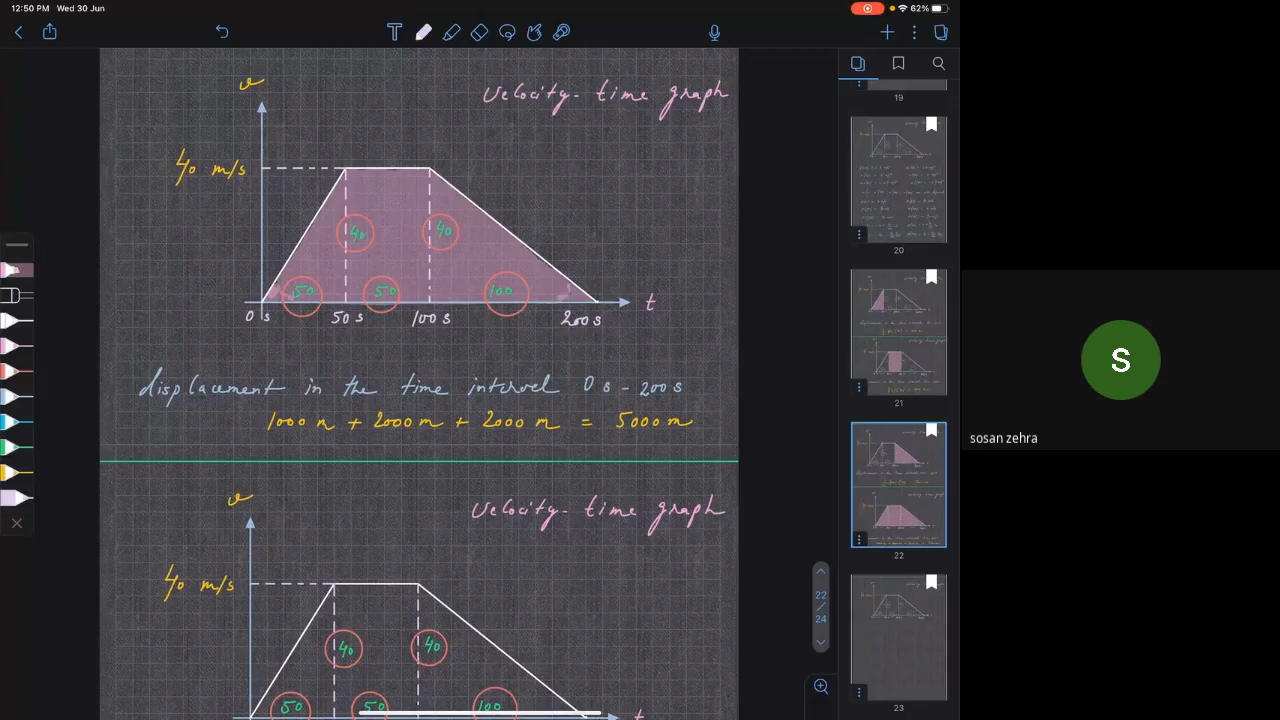 12:50 PM Wed 30 Jun
62%
v
Velocity-time graph
40 m/s
40
40
50
50
100
0 s
50 s
100 s
200s
t
displacement in the time interval 0 s - 200 s
1000 m + 2000 m + 2000 m = 5000 m
v
Velocity-time graph
40 m/s
40
40
50
50
100
t
22
/
24
19
20
21
22
23
S
sosan zehra